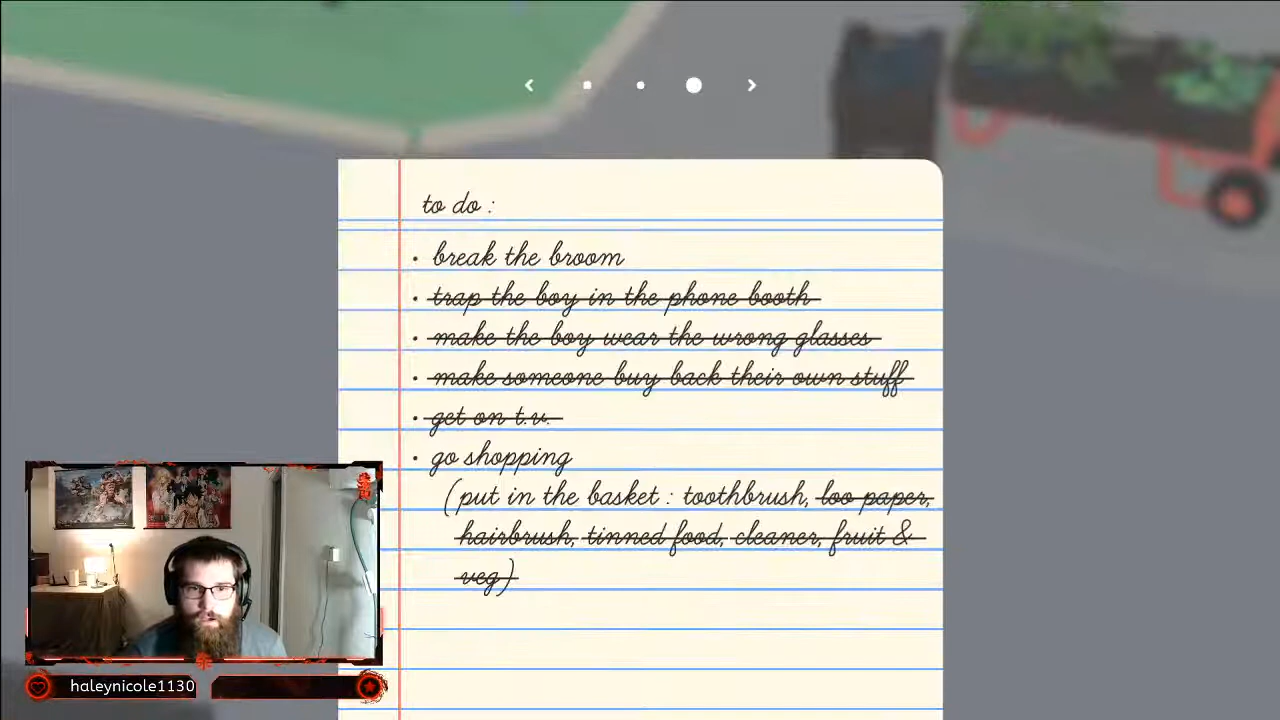 to do :
• break the broom
• trap the boy in the phone booth
• make the boy wear the wrong glasses
• make someone buy back their own stuff
• get on t.v.
• go shopping
(put in the basket : toothbrush, loo paper,
hairbrush, tinned food, cleaner, fruit &
veg)
haleynicole1130